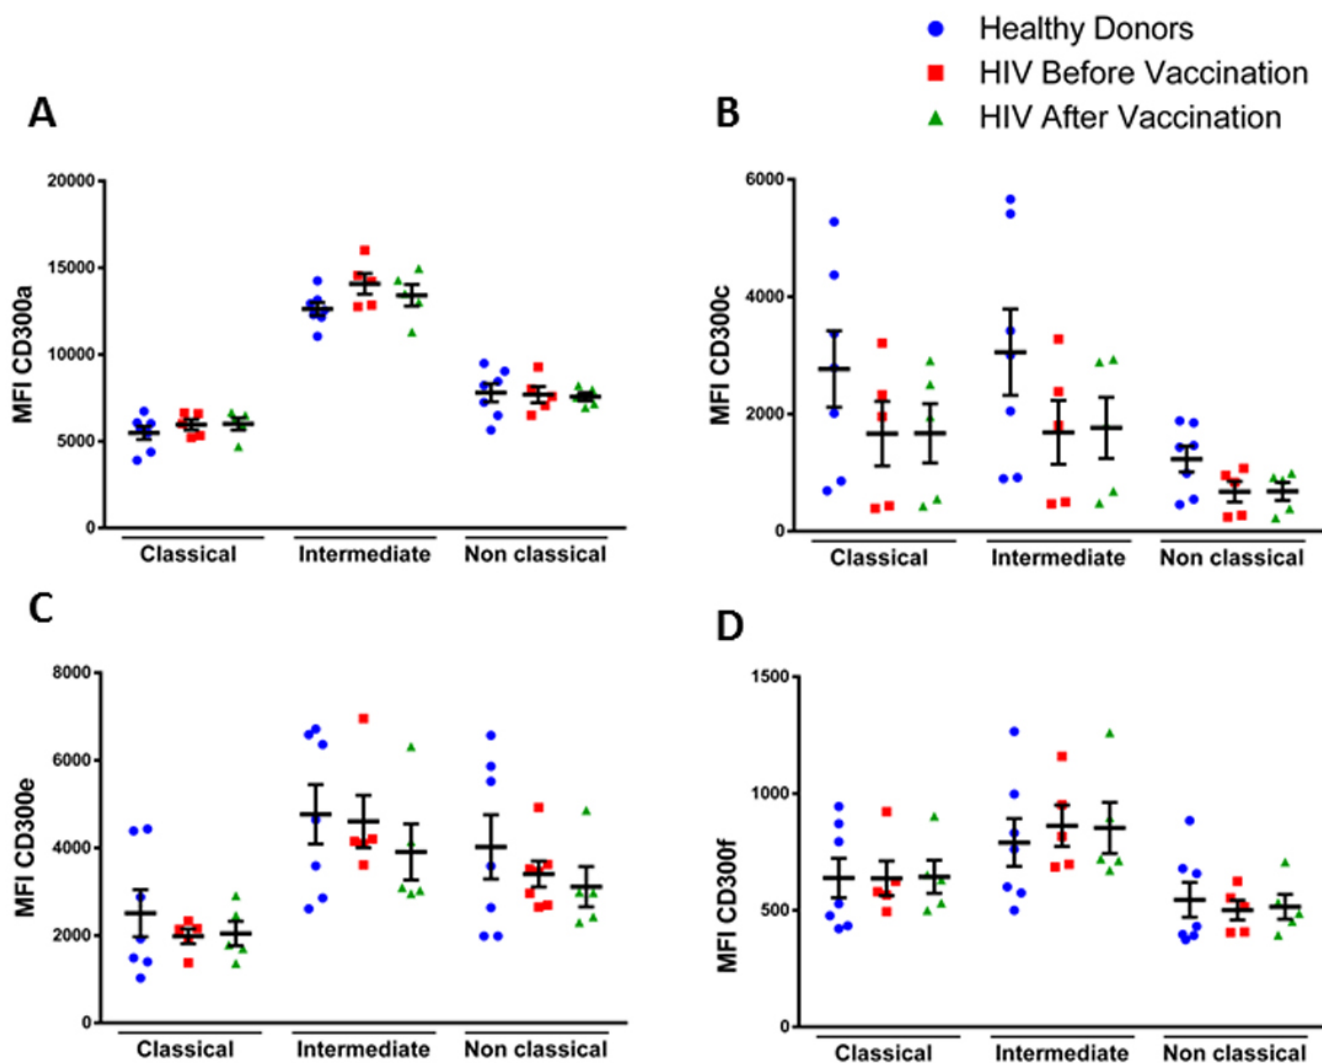 Healthy Donors
HIV Before Vaccination
HIV After Vaccination
A
MFI CD300a
20000
15000
10000
5000
0
Classical
Intermediate
Non classical
B
MFI CD300c
6000
4000
2000
0
Classical
Intermediate
Non classical
C
MFI CD300e
8000
6000
4000
2000
0
Classical
Intermediate
Non classical
D
MFI CD300f
1500
1000
500
0
Classical
Intermediate
Non classical